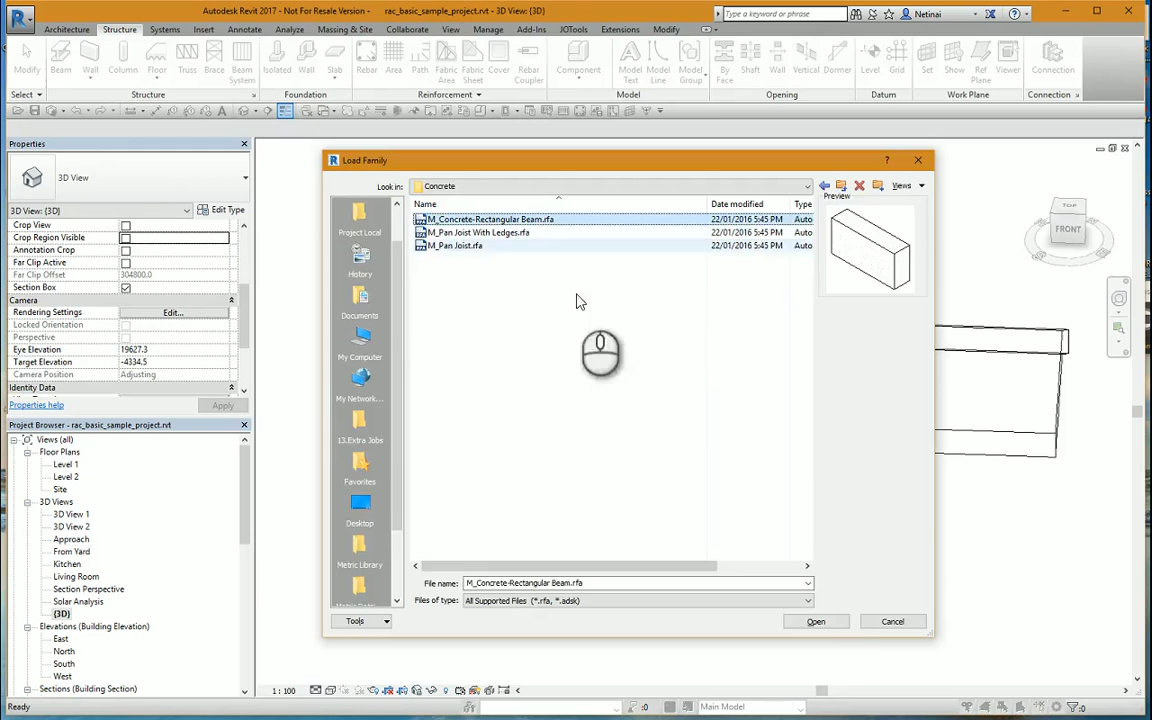 Autodesk Revit 2017 - Not For Resale Version - rac_basic_sample_project.rvt - 3D View: {3D}
Type a keyword or phrase
Netinai
Architecture Structure Systems Insert Annotate Analyze Massing & Site Collaborate View Manage Add-Ins JOTools Extensions Modify
Modify Beam Wall Column Floor Truss Brace Beam System Isolated Wall Slab Rebar Area Path Fabric Area Fabric Sheet Cover Rebar Coupler Component Model Text Model Line Model Group By Face Shaft Wall Vertical Dormer Level Grid Set Show Ref Plane Viewer Connection
Select Structure Foundation Reinforcement Model Opening Datum Work Plane Connection
Properties
3D View
3D View: {3D}
Edit Type
Crop View
Crop Region Visible
Annotation Crop
Far Clip Active
Far Clip Offset 304800.0
Section Box
Camera
Rendering Settings Edit...
Locked Orientation
Perspective
Eye Elevation 19627.3
Target Elevation -4334.5
Camera Position Adjusting
Identity Data
Properties help
Apply
Project Browser - rac_basic_sample_project.rvt
Views (all)
Floor Plans
Level 1
Level 2
Site
3D Views
3D View 1
3D View 2
Approach
From Yard
Kitchen
Living Room
Section Perspective
Solar Analysis
{3D}
Elevations (Building Elevation)
East
North
South
West
Sections (Building Section)
Load Family
Look in: Concrete
Views
Name Date modified Type
M_Concrete-Rectangular Beam.rfa 22/01/2016 5:45 PM Auto
M_Pan Joist With Ledges.rfa 22/01/2016 5:45 PM Auto
M_Pan Joist.rfa 22/01/2016 5:45 PM Auto
Preview
Project Local
History
Documents
My Computer
My Network...
13.Extra Jobs
Favorites
Desktop
Metric Library
File name: M_Concrete-Rectangular Beam.rfa
Files of type: All Supported Files (*.rfa, *.adsk)
Tools
Open
Cancel
TOP
FRONT
1 : 100
Ready
:0
Main Model
:0